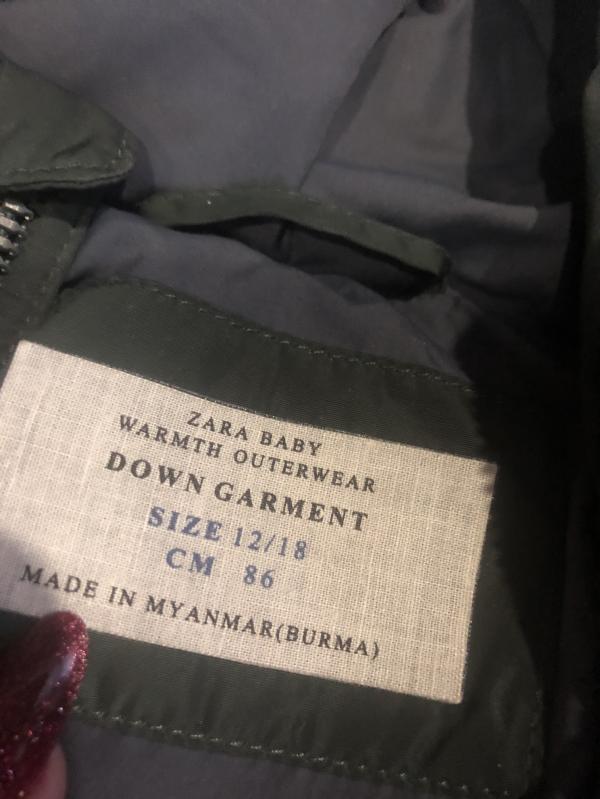 ZARA BABY
WARMTH OUTERWEAR
DOWN GARMENT
SIZE 12/18
CM 86
MADE IN MYANMAR(BURMA)